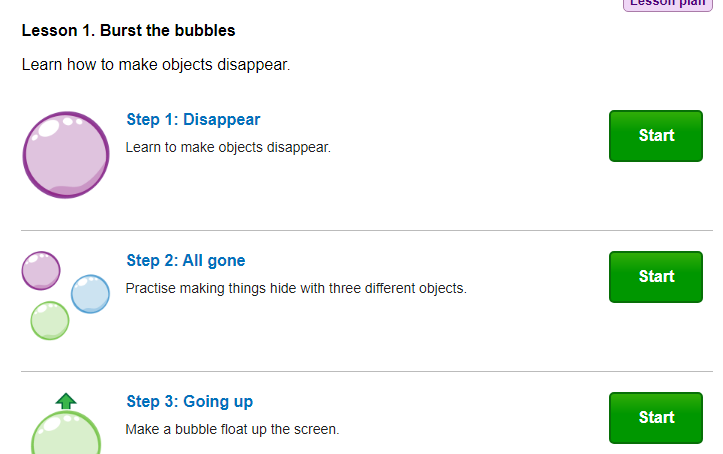 Lesson plan
Lesson 1. Burst the bubbles
Learn how to make objects disappear.
Step 1: Disappear
Learn to make objects disappear.
Start
Step 2: All gone
Practise making things hide with three different objects.
Start
Step 3: Going up
Make a bubble float up the screen.
Start